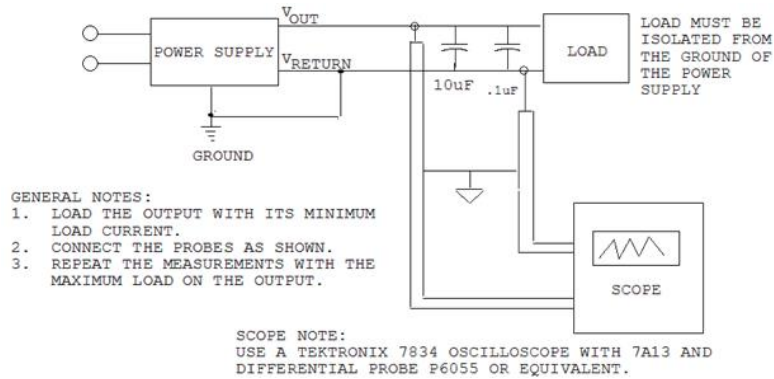 V OUT
POWER SUPPLY
V RETURN
10uF
.1uF
LOAD
LOAD MUST BE
ISOLATED FROM
THE GROUND OF
THE POWER
SUPPLY
GROUND
GENERAL NOTES:
1. LOAD THE OUTPUT WITH ITS MINIMUM
LOAD CURRENT.
2. CONNECT THE PROBES AS SHOWN.
3. REPEAT THE MEASUREMENTS WITH THE
MAXIMUM LOAD ON THE OUTPUT.
SCOPE
SCOPE NOTE:
USE A TEKTRONIX 7834 OSCILLOSCOPE WITH 7A13 AND
DIFFERENTIAL PROBE P6055 OR EQUIVALENT.